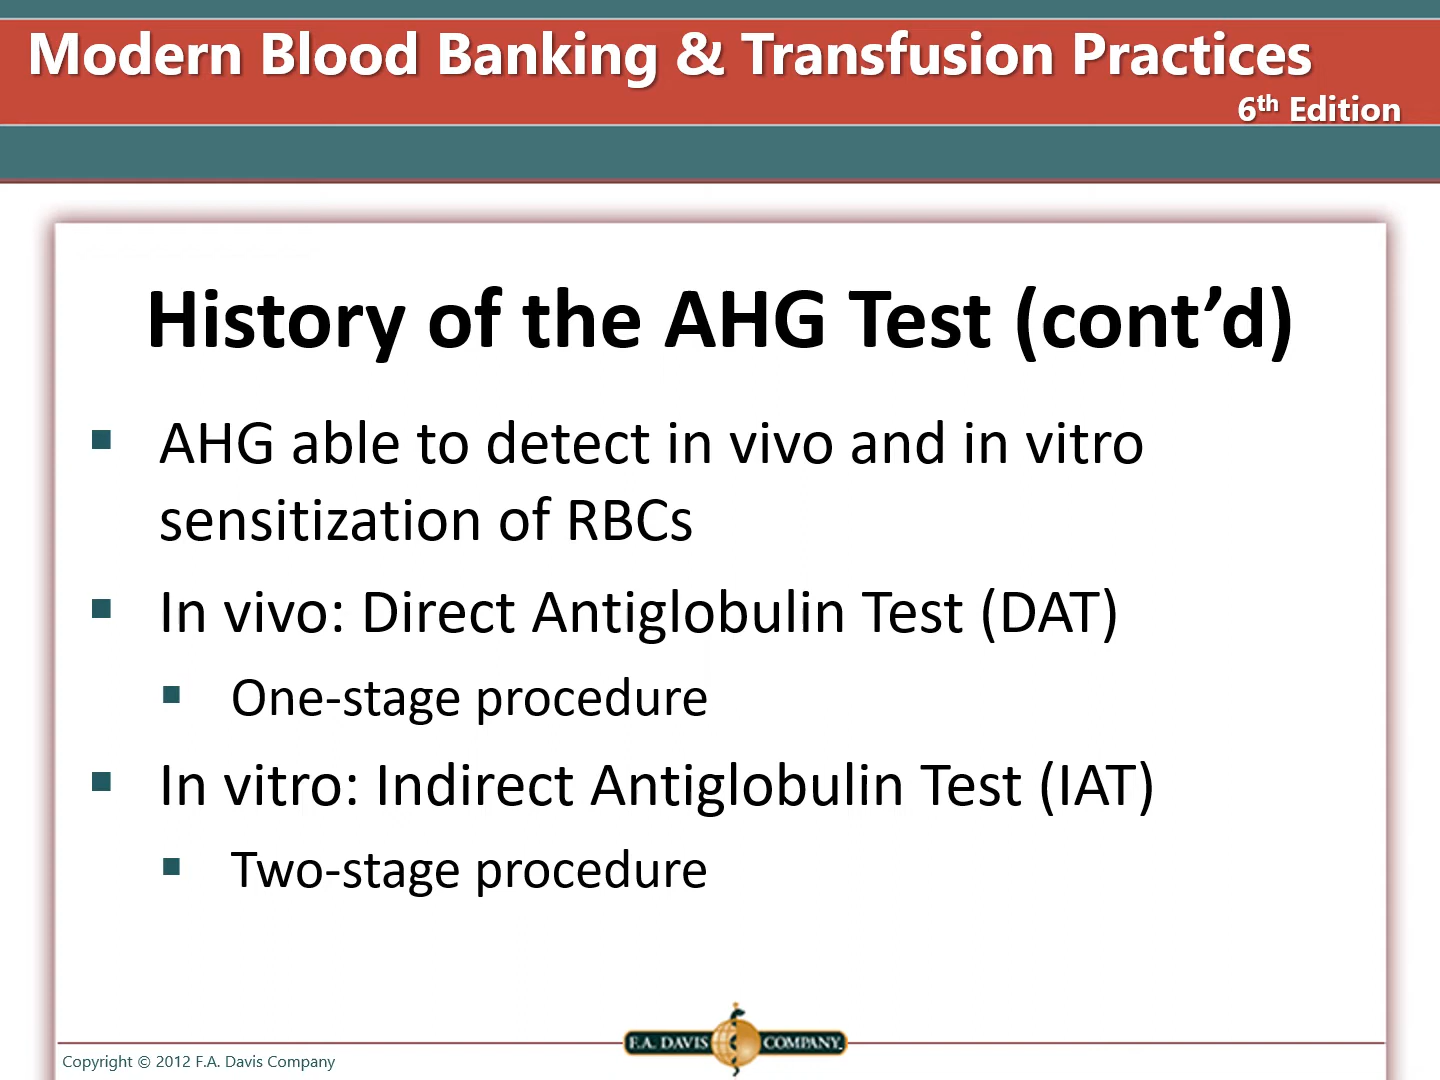 Modern Blood Banking & Transfusion Practices
6th Edition
History of the AHG Test (cont’d)
▪ AHG able to detect in vivo and in vitro
sensitization of RBCs
▪ In vivo: Direct Antiglobulin Test (DAT)
▪ One-stage procedure
▪ In vitro: Indirect Antiglobulin Test (IAT)
▪ Two-stage procedure
F.A. DAVIS COMPANY
Copyright © 2012 F.A. Davis Company